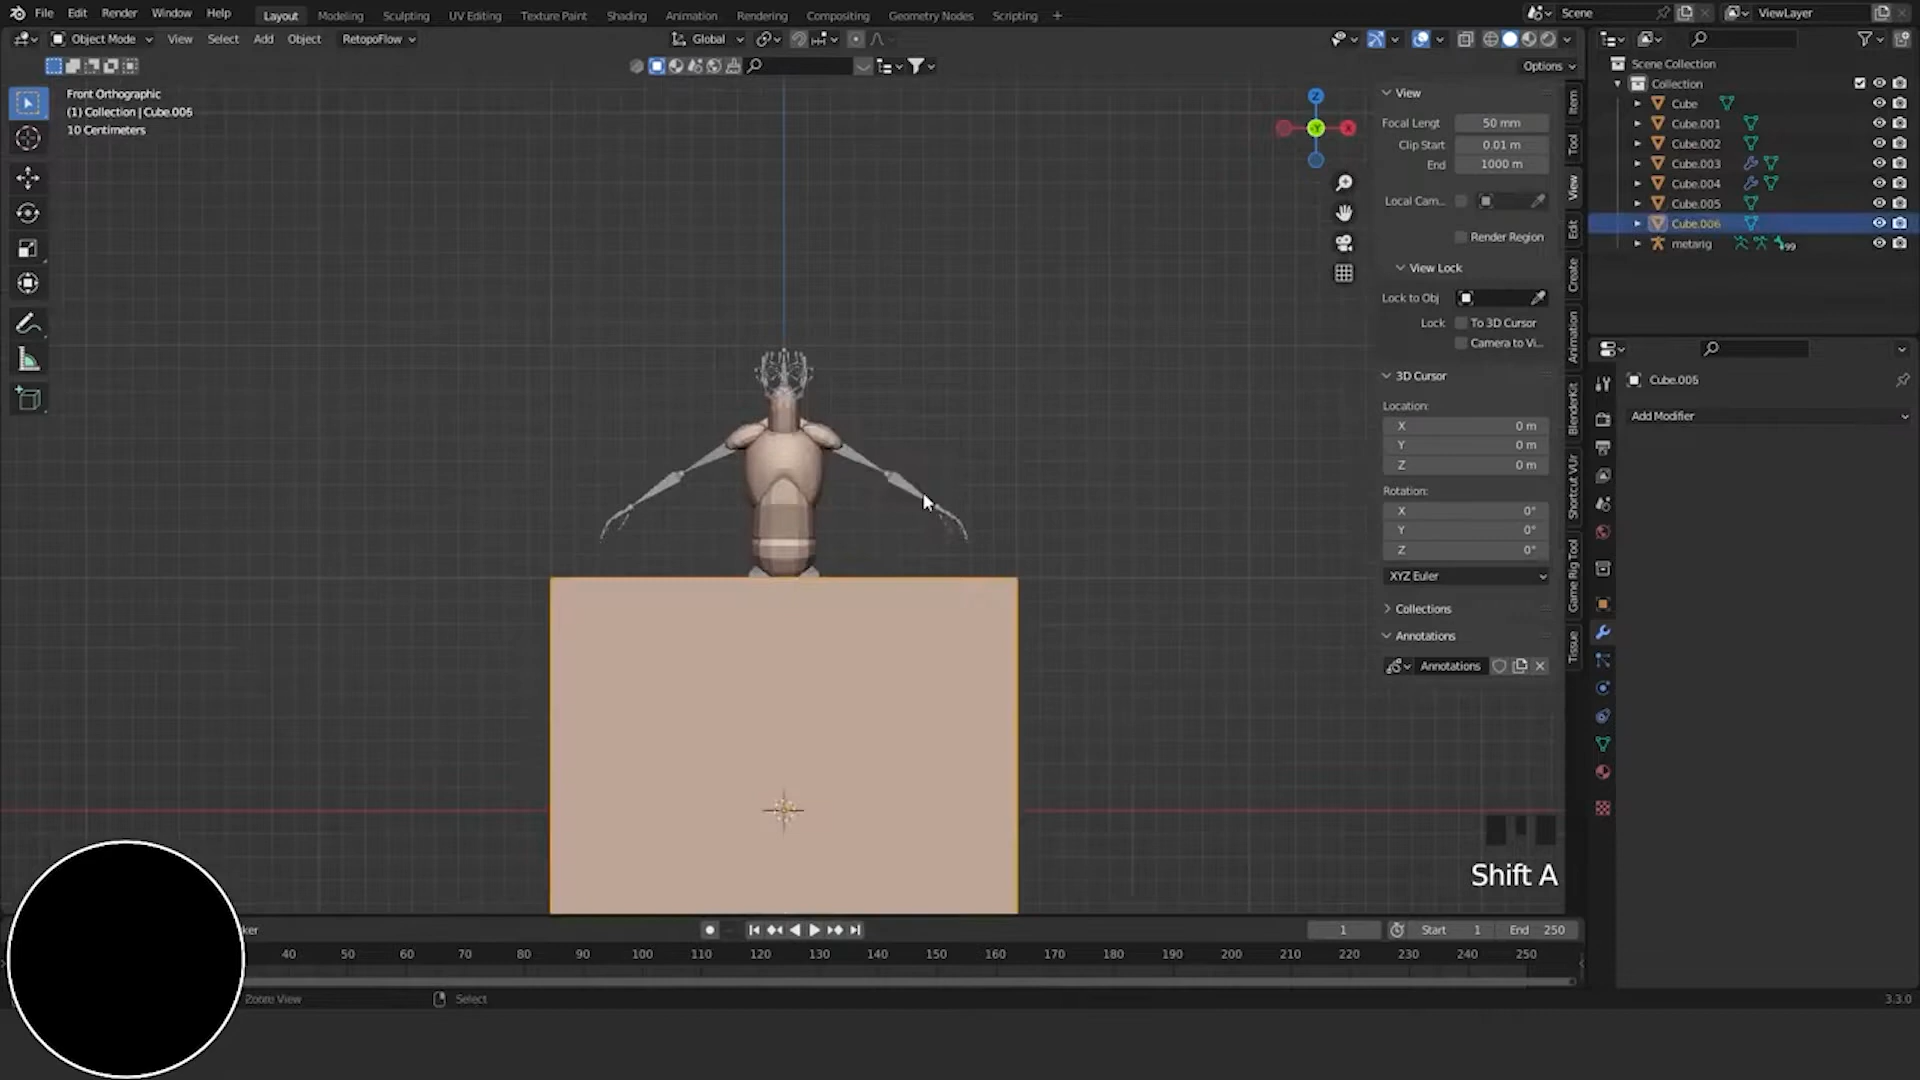 File Edit Render Window Help Layout Modeling Sculpting UV Editing Texture Paint Shading Animation Rendering Compositing Geometry Nodes Scripting + Scene ViewLayer
Object Mode View Select Add Object RetopoFlow Global
Options
Front Orthographic
(1) Collection | Cube.006
10 Centimeters
Z
Y
X
View
Focal Lengt 50 mm
Clip Start 0.01 m
End 1000 m
Local Cam...
Render Region
View Lock
Lock to Obj
Lock To 3D Cursor
Camera to Vi...
3D Cursor
Location:
X 0 m
Y 0 m
Z 0 m
Rotation:
X 0°
Y 0°
Z 0°
XYZ Euler
Collections
Annotations
Annotations
Item
Tool
View
Edit
Create
Animation
BlenderKit
Shortcut VUr
Game Rig Tool
Tissue
Scene Collection
Collection
Cube
Cube.001
Cube.002
Cube.003
Cube.004
Cube.005
Cube.006
metarig 99
Cube.005
Add Modifier
Shift A
ker
1 Start 1 End 250
40 50 60 70 80 90 100 110 120 130 140 150 160 170 180 190 200 210 220 230 240 250
Zoom View Select
3.3.0